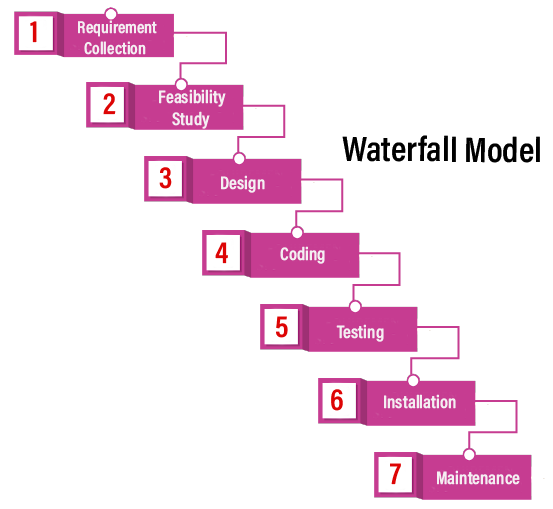 1
Requirement
Collection
2
Feasibility
Study
Waterfall Model
3
Design
4
Coding
5
Testing
6
Installation
7
Maintenance